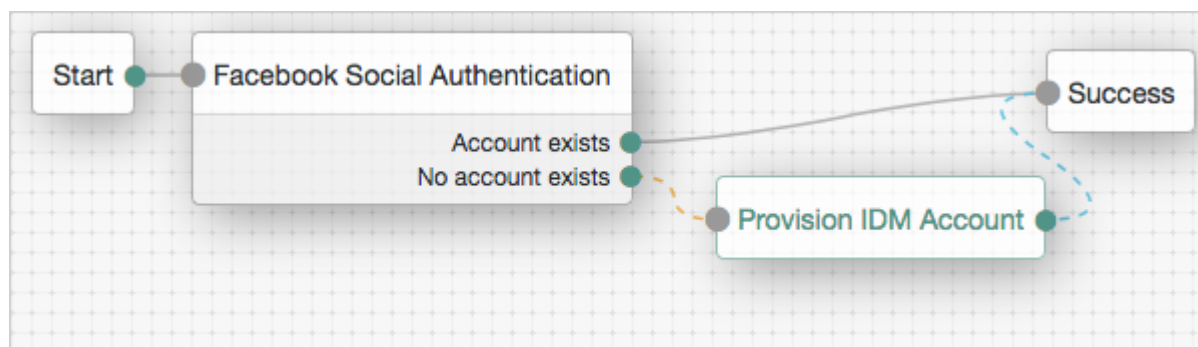 Start
Facebook Social Authentication
Account exists
No account exists
Success
Provision IDM Account